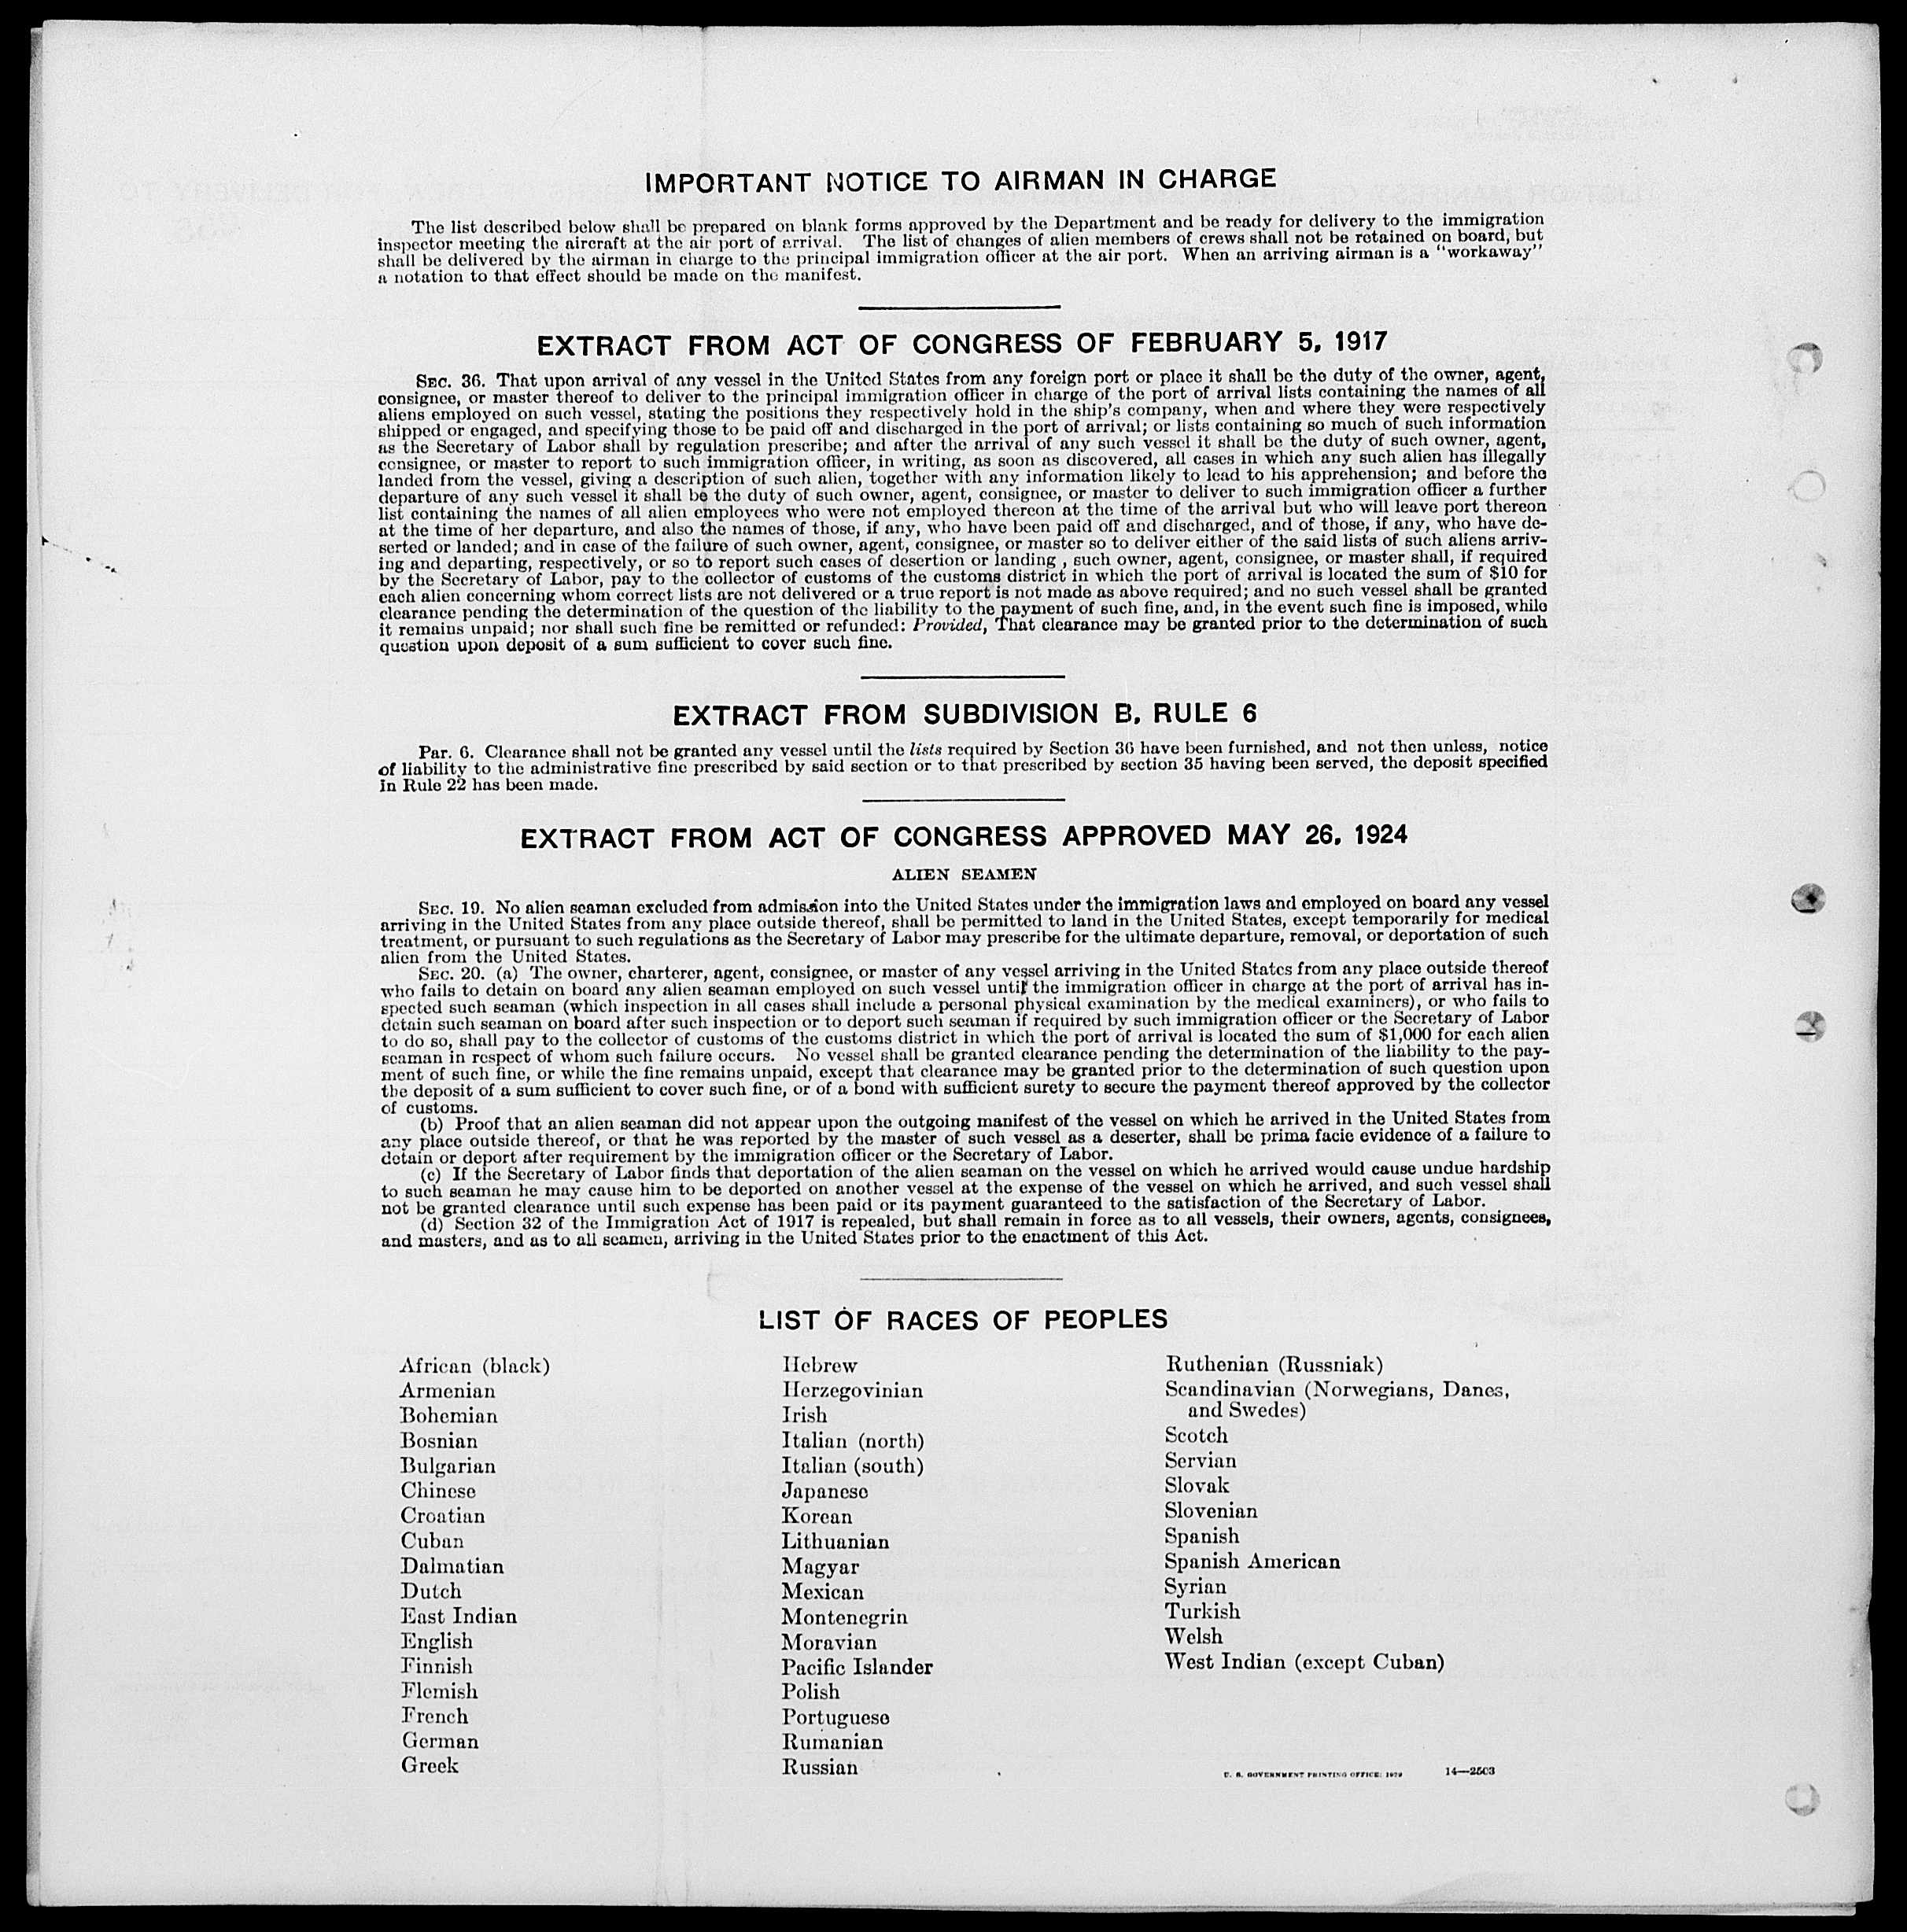 IMPORTANT NOTICE TO AIRMAN IN CHARGE
The list described below shall be prepared on blank forms approved by the Department and be ready for delivery to the immigration
inspector meeting the aircraft at the air port of arrival. The list of changes of alien members of crews shall not be retained on board, but
shall be delivered by the airman in charge to the principal immigration officer at the air port. When an arriving airman is a "workaway"
a notation to that effect should be made on the manifest.
EXTRACT FROM ACT OF CONGRESS OF FEBRUARY 5, 1917
SEC. 36. That upon arrival of any vessel in the United States from any foreign port or place it shall be the duty of the owner, agent,
consignee, or master thereof to deliver to the principal immigration officer in charge of the port of arrival lists containing the names of all
aliens employed on such vessel, stating the positions they respectively hold in the ship's company, when and where they were respectively
shipped or engaged, and specifying those to be paid off and discharged in the port of arrival; or lists containing so much of such information
as the Secretary of Labor shall by regulation prescribe; and after the arrival of any such vessel it shall be the duty of such owner, agent,
consignee, or master to report to such immigration officer, in writing, as soon as discovered, all cases in which any such alien has illegally
landed from the vessel, giving a description of such alien, together with any information likely to lead to his apprehension; and before the
departure of any such vessel it shall be the duty of such owner, agent, consignee, or master to deliver to such immigration officer a further
list containing the names of all alien employees who were not employed thereon at the time of the arrival but who will leave port thereon
at the time of her departure, and also the names of those, if any, who have been paid off and discharged, and of those, if any, who have de-
serted or landed; and in case of the failure of such owner, agent, consignee, or master so to deliver either of the said lists of such aliens arriv-
ing and departing, respectively, or so to report such cases of desertion or landing , such owner, agent, consignee, or master shall, if required
by the Secretary of Labor, pay to the collector of customs of the customs district in which the port of arrival is located the sum of $10 for
each alien concerning whom correct lists are not delivered or a true report is not made as above required; and no such vessel shall be granted
clearance pending the determination of the question of the liability to the payment of such fine, and, in the event such fine is imposed, while
it remains unpaid; nor shall such fine be remitted or refunded: Provided, That clearance may be granted prior to the determination of such
question upon deposit of a sum sufficient to cover such fine.
EXTRACT FROM SUBDIVISION B, RULE 6
Par. 6. Clearance shall not be granted any vessel until the lists required by Section 36 have been furnished, and not then unless, notice
of liability to the administrative fine prescribed by said section or to that prescribed by section 35 having been served, the deposit specified
in Rule 22 has been made.
EXTRACT FROM ACT OF CONGRESS APPROVED MAY 26, 1924
ALIEN SEAMEN
SEC. 19. No alien seaman excluded from admission into the United States under the immigration laws and employed on board any vessel
arriving in the United States from any place outside thereof, shall be permitted to land in the United States, except temporarily for medical
treatment, or pursuant to such regulations as the Secretary of Labor may prescribe for the ultimate departure, removal, or deportation of such
alien from the United States.
SEC. 20. (a) The owner, charterer, agent, consignee, or master of any vessel arriving in the United States from any place outside thereof
who fails to detain on board any alien seaman employed on such vessel until the immigration officer in charge at the port of arrival has in-
spected such seaman (which inspection in all cases shall include a personal physical examination by the medical examiners), or who fails to
detain such seaman on board after such inspection or to deport such seaman if required by such immigration officer or the Secretary of Labor
to do so, shall pay to the collector of customs of the customs district in which the port of arrival is located the sum of $1,000 for each alien
seaman in respect of whom such failure occurs. No vessel shall be granted clearance pending the determination of the liability to the pay-
ment of such fine, or while the fine remains unpaid, except that clearance may be granted prior to the determination of such question upon
the deposit of a sum sufficient to cover such fine, or of a bond with sufficient surety to secure the payment thereof approved by the collector
of customs.
(b) Proof that an alien seaman did not appear upon the outgoing manifest of the vessel on which he arrived in the United States from
any place outside thereof, or that he was reported by the master of such vessel as a deserter, shall be prima facie evidence of a failure to
detain or deport after requirement by the immigration officer or the Secretary of Labor.
(c) If the Secretary of Labor finds that deportation of the alien seaman on the vessel on which he arrived would cause undue hardship
to such seaman he may cause him to be deported on another vessel at the expense of the vessel on which he arrived, and such vessel shall
not be granted clearance until such expense has been paid or its payment guaranteed to the satisfaction of the Secretary of Labor.
(d) Section 32 of the Immigration Act of 1917 is repealed, but shall remain in force as to all vessels, their owners, agents, consignees,
and masters, and as to all seamen, arriving in the United States prior to the enactment of this Act.
LIST OF RACES OF PEOPLES
African (black)
Armenian
Bohemian
Bosnian
Bulgarian
Chinese
Croatian
Cuban
Dalmatian
Dutch
East Indian
English
Finnish
Flemish
French
German
Greek
Hebrew
Herzegovinian
Irish
Italian (north)
Italian (south)
Japanese
Korean
Lithuanian
Magyar
Mexican
Montenegrin
Moravian
Pacific Islander
Polish
Portuguese
Rumanian
Russian
Ruthenian (Russniak)
Scandinavian (Norwegians, Danes,
and Swedes)
Scotch
Servian
Slovak
Slovenian
Spanish
Spanish American
Syrian
Turkish
Welsh
West Indian (except Cuban)
U. S. GOVERNMENT PRINTING OFFICE: 1929 14—2503